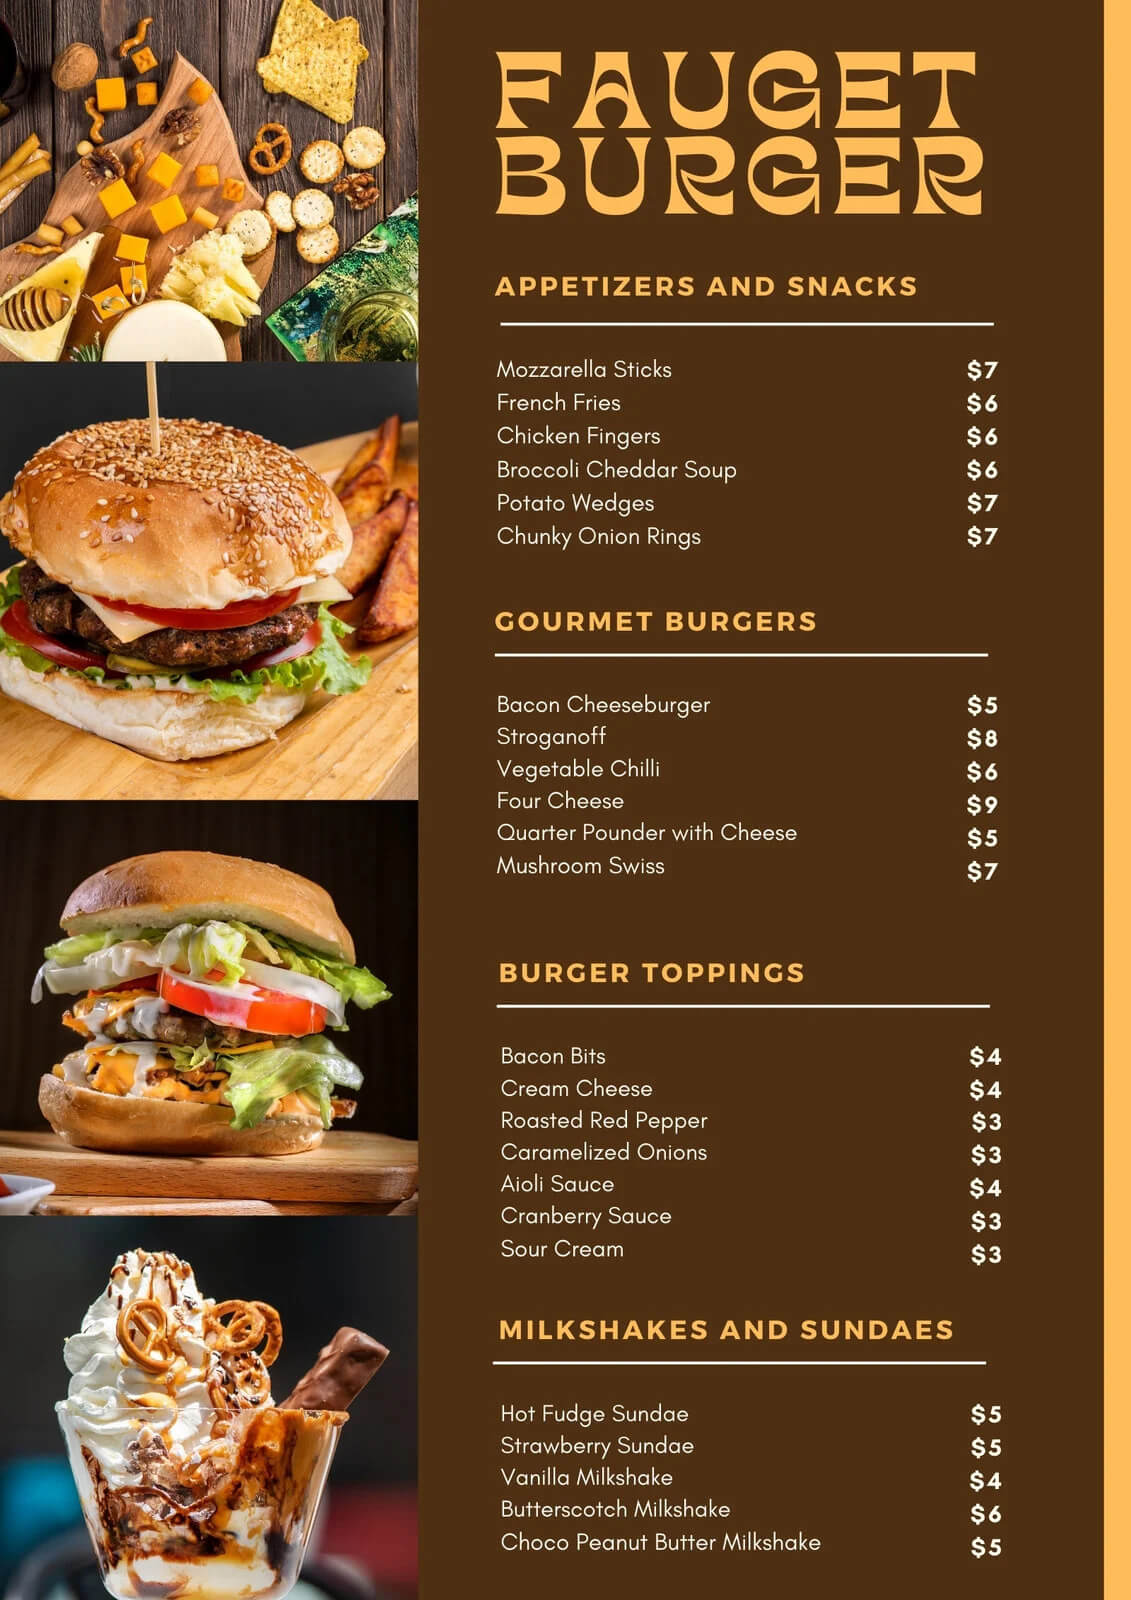 FAUGET
BURGER
APPETIZERS AND SNACKS
Mozzarella Sticks $7
French Fries $6
Chicken Fingers $6
Broccoli Cheddar Soup $6
Potato Wedges $7
Chunky Onion Rings $7
GOURMET BURGERS
Bacon Cheeseburger $5
Stroganoff $8
Vegetable Chilli $6
Four Cheese $9
Quarter Pounder with Cheese $5
Mushroom Swiss $7
BURGER TOPPINGS
Bacon Bits $4
Cream Cheese $4
Roasted Red Pepper $3
Caramelized Onions $3
Aioli Sauce $4
Cranberry Sauce $3
Sour Cream $3
MILKSHAKES AND SUNDAES
Hot Fudge Sundae $5
Strawberry Sundae $5
Vanilla Milkshake $4
Butterscotch Milkshake $6
Choco Peanut Butter Milkshake $5